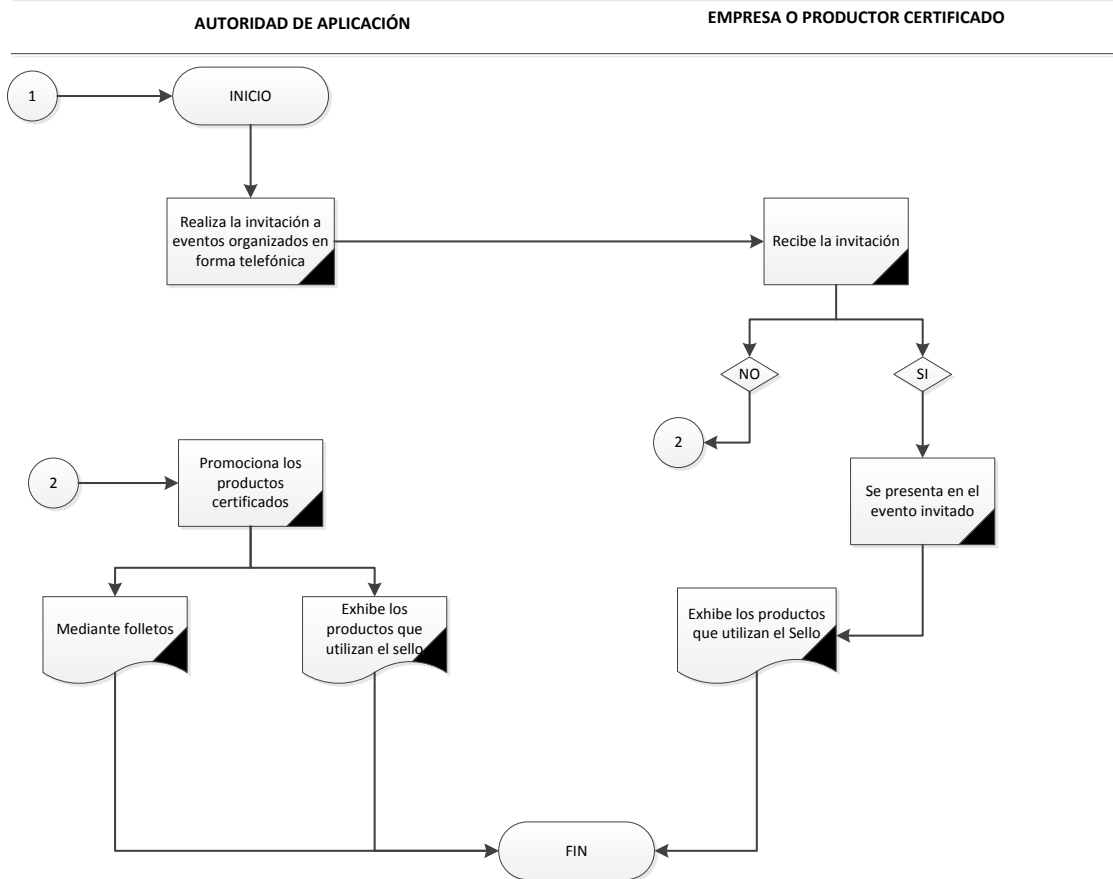 AUTORIDAD DE APLICACIÓN
EMPRESA O PRODUCTOR CERTIFICADO
1
INICIO
Realiza la invitación a
eventos organizados en
forma telefónica
Recibe la invitación
NO
SI
2
2
Promociona los
productos
certificados
Se presenta en el
evento invitado
Mediante folletos
Exhibe los
productos que
utilizan el sello
Exhibe los productos
que utilizan el Sello
FIN